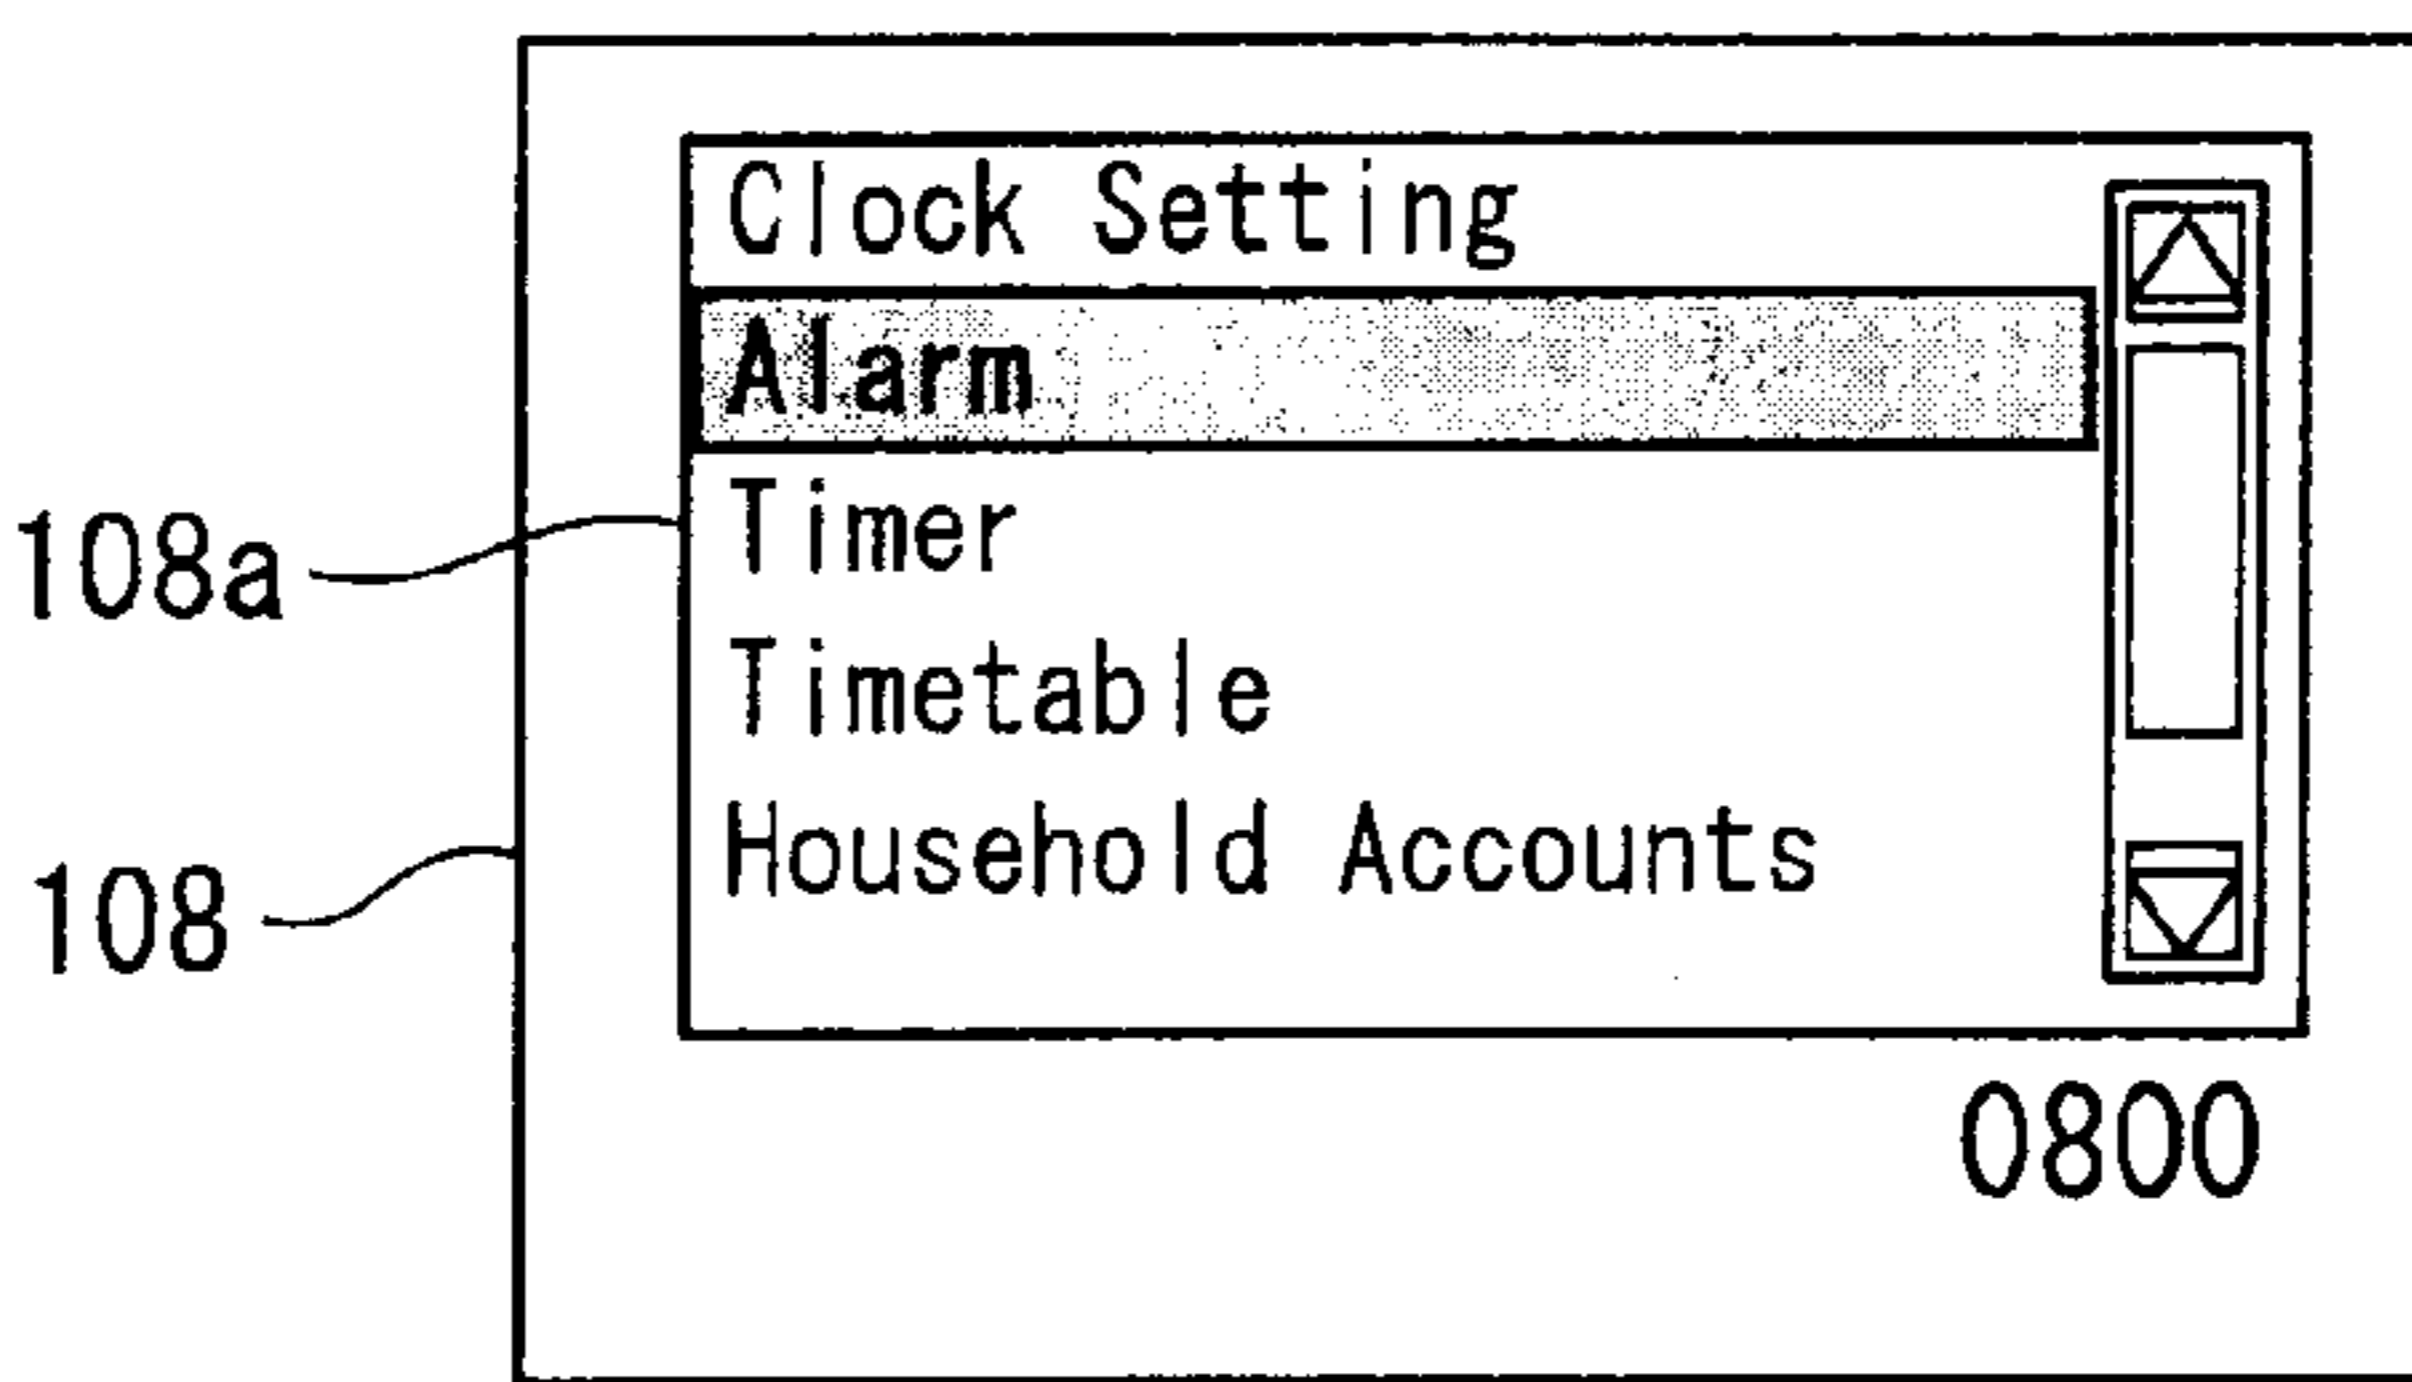 Clock Setting
Alarm
Timer
108a
Timetable
Household Accounts
108
0800